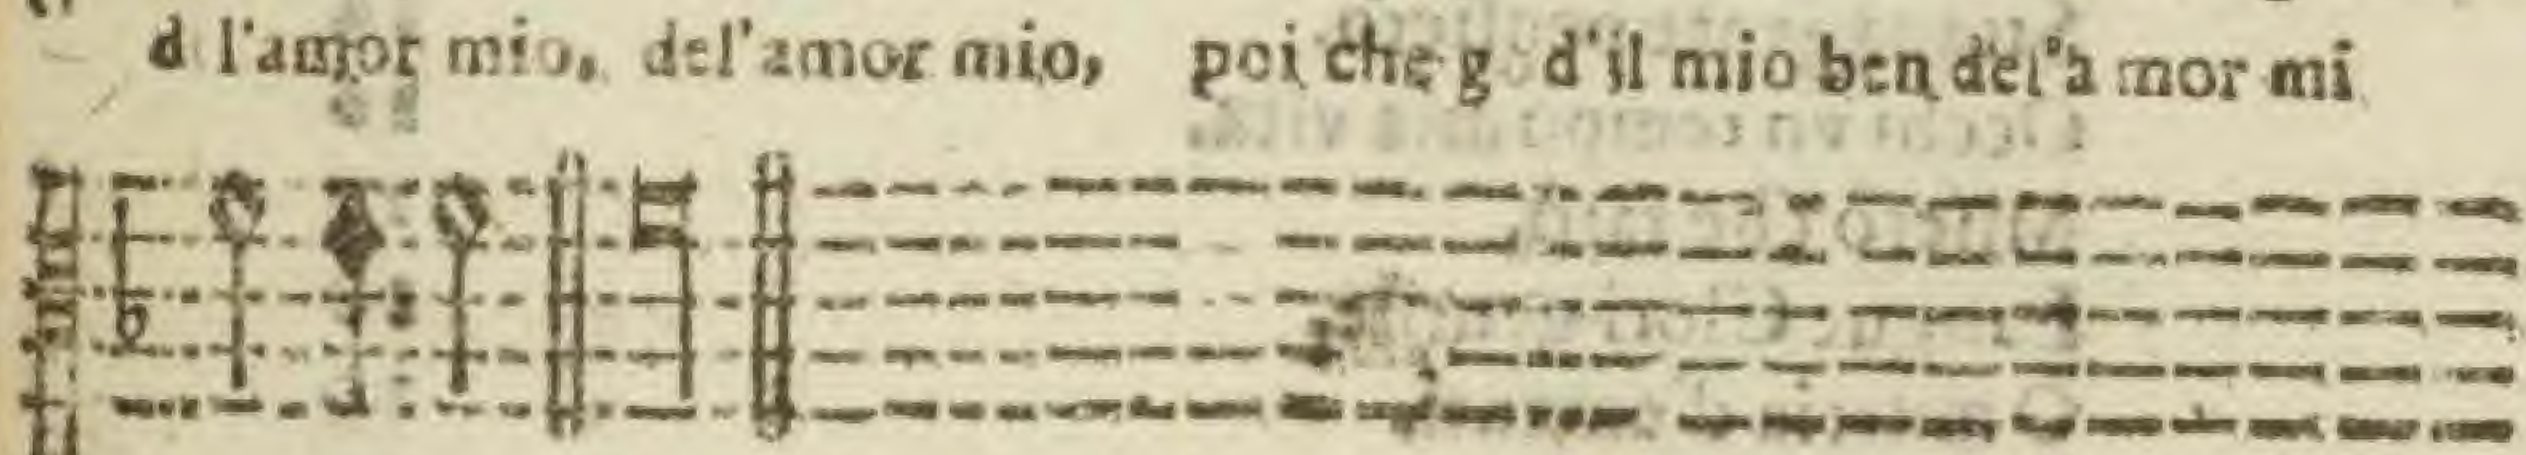 d l'amor mio, del'amor mio, poi che g d'il mio ben del'a mor mi